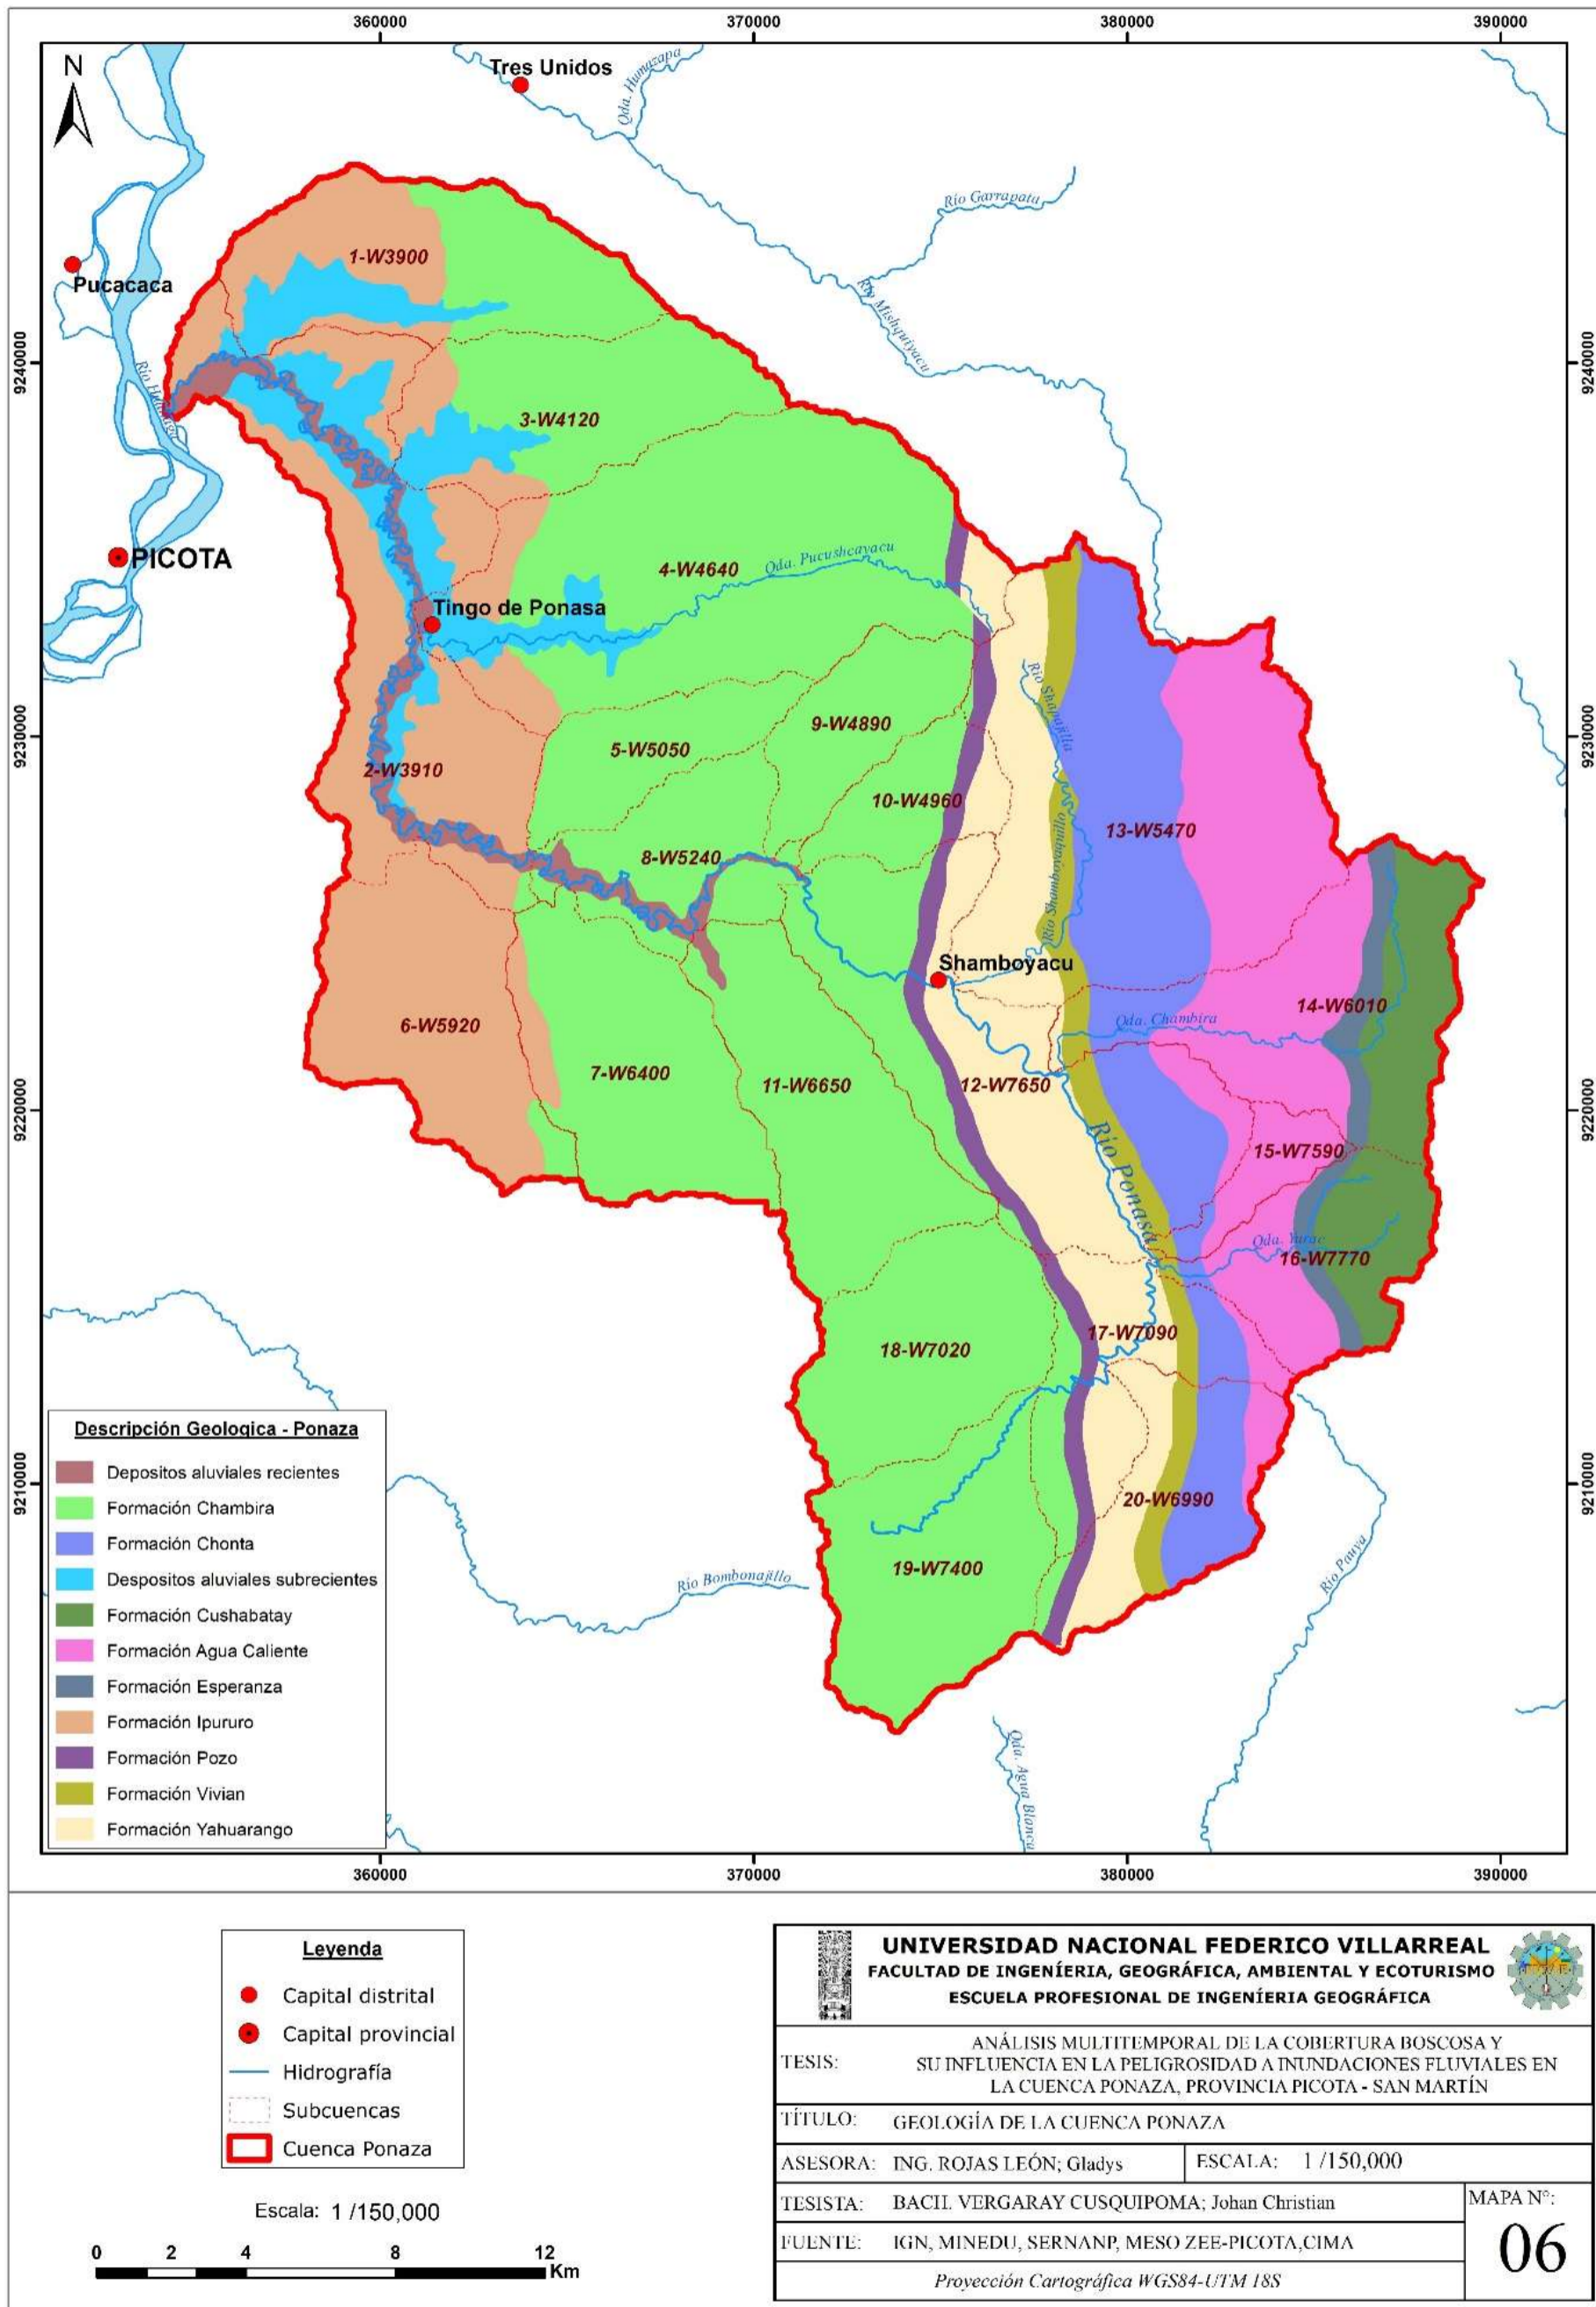 360000
370000
380000
390000
N
Tres Unidos
Qda. Humazapa
Río Garrapata
1-W3900
Pucacaca
Río Mishquiyacu
9240000
9240000
Río Huallaga
3-W4120
PICOTA
4-W4640
Qda. Pucushcayacu
Tingo de Ponasa
Río Shapajilla
9-W4890
9230000
9230000
5-W5050
2-W3910
10-W4960
13-W5470
8-W5240
Río Shamboyaquillo
Shamboyacu
14-W6010
6-W5920
Qda. Chambira
7-W6400
11-W6650
12-W7650
9220000
9220000
Río Ponasa
15-W7590
Qda. Yurac
16-W7770
17-W7090
18-W7020
9210000
9210000
20-W6990
19-W7400
Río Bombonajillo
Río Pauya
Qda. Agua Blanca
Descripción Geologica - Ponaza
Depositos aluviales recientes
Formación Chambira
Formación Chonta
Despositos aluviales subrecientes
Formación Cushabatay
Formación Agua Caliente
Formación Esperanza
Formación Ipururo
Formación Pozo
Formación Vivian
Formación Yahuarango
360000
370000
380000
390000
Leyenda
Capital distrital
Capital provincial
Hidrografía
Subcuencas
Cuenca Ponaza
Escala: 1 /150,000
0 2 4 8 12
Km
UNIVERSIDAD NACIONAL FEDERICO VILLARREAL
FACULTAD DE INGENÍERIA, GEOGRÁFICA, AMBIENTAL Y ECOTURISMO
ESCUELA PROFESIONAL DE INGENÍERIA GEOGRÁFICA
TESIS: ANÁLISIS MULTITEMPORAL DE LA COBERTURA BOSCOSA Y
SU INFLUENCIA EN LA PELIGROSIDAD A INUNDACIONES FLUVIALES EN
LA CUENCA PONAZA, PROVINCIA PICOTA - SAN MARTÍN
TÍTULO: GEOLOGÍA DE LA CUENCA PONAZA
ASESORA: ING. ROJAS LEÓN; Gladys
ESCALA: 1 /150,000
TESISTA: BACH. VERGARAY CUSQUIPOMA; Johan Christian
MAPA N°:
06
FUENTE: IGN, MINEDU, SERNANP, MESO ZEE-PICOTA,CIMA
Proyección Cartográfica WGS84-UTM 18S